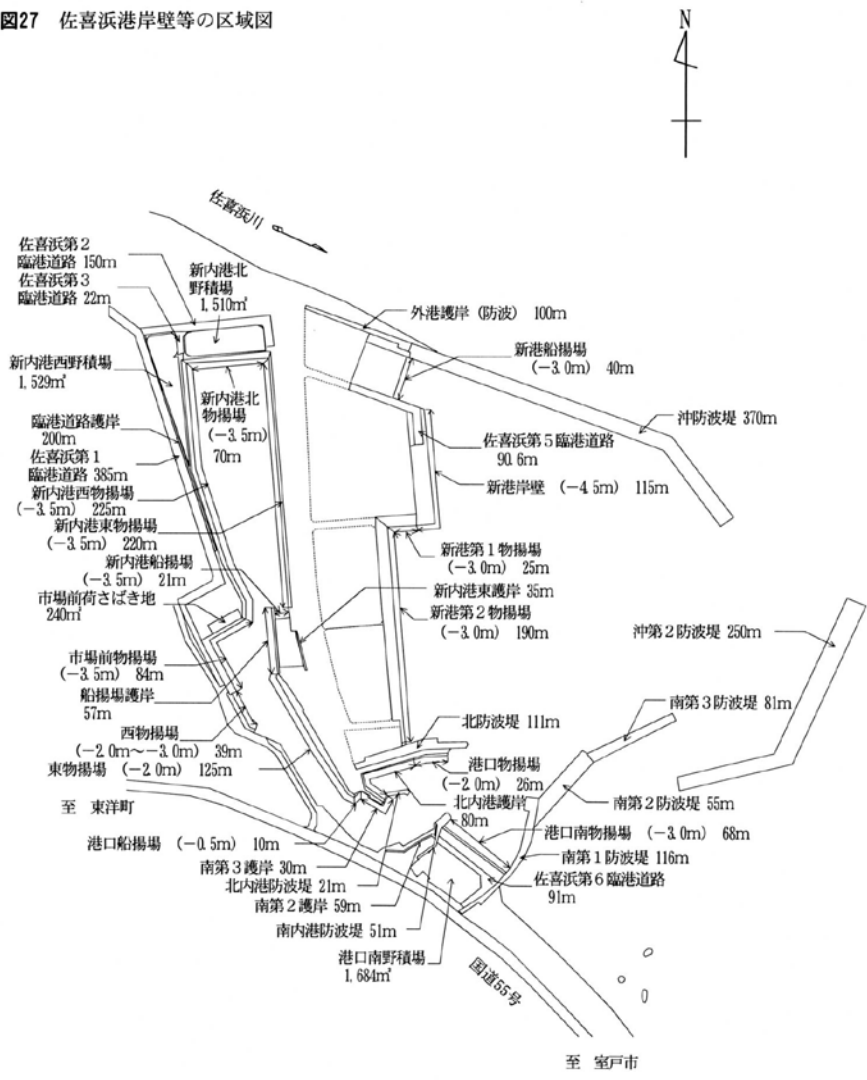 図27 佐喜浜港岸壁等の区域図
N
佐喜浜川
佐喜浜第2
臨港道路 150m
佐喜浜第3
臨港道路 22m
新内港北
野積場
1,510㎡
新内港西野積場
1,529㎡
新内港北
物揚場
(-3.5m)
70m
臨港道路護岸
200m
佐喜浜第1
臨港道路 385m
新内港西物揚場
(-3.5m) 225m
新内港東物揚場
(-3.5m) 220m
新内港船揚場
(-3.5m) 21m
市場前荷さばき地
240㎡
市場前物揚場
(-3.5m) 84m
船揚場護岸
57m
西物揚場
(-2.0m～-3.0m) 39m
東物揚場 (-2.0m) 125m
至 東洋町
港口船揚場 (-0.5m) 10m
南第3護岸 30m
北内港防波堤 21m
南第2護岸 59m
南内港防波堤 51m
港口南野積場
1,684㎡
外港護岸(防波) 100m
新港船揚場
(-3.0m) 40m
沖防波堤 370m
佐喜浜第5臨港道路
90.6m
新港岸壁 (-4.5m) 115m
新港第1物揚場
(-3.0m) 25m
新内港東護岸 35m
新港第2物揚場
(-3.0m) 190m
沖第2防波堤 250m
南第3防波堤 81m
北防波堤 111m
港口物揚場
(-2.0m) 26m
北内港護岸
80m
南第2防波堤 55m
港口南物揚場 (-3.0m) 68m
南第1防波堤 116m
佐喜浜第6臨港道路
91m
国道55号
至 室戸市